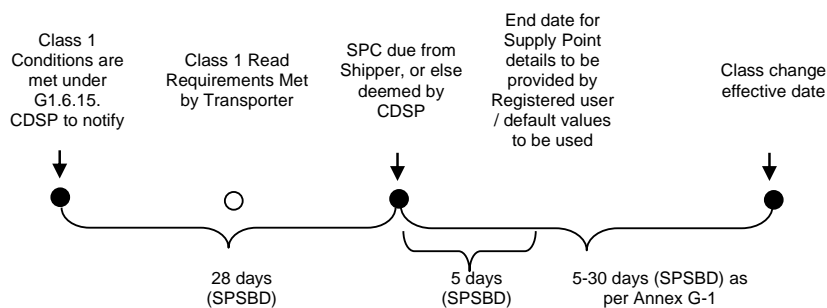 Class 1
Conditions are
met under
G1.6.15.
CDSP to notify
Class 1 Read
Requirements Met
by Transporter
SPC due from
Shipper, or else
deemed by
CDSP
End date for
Supply Point
details to be
provided by
Registered user
/ default values
to be used
Class change
effective date
28 days
(SPSBD)
5 days
(SPSBD)
5-30 days (SPSBD) as
per Annex G-1